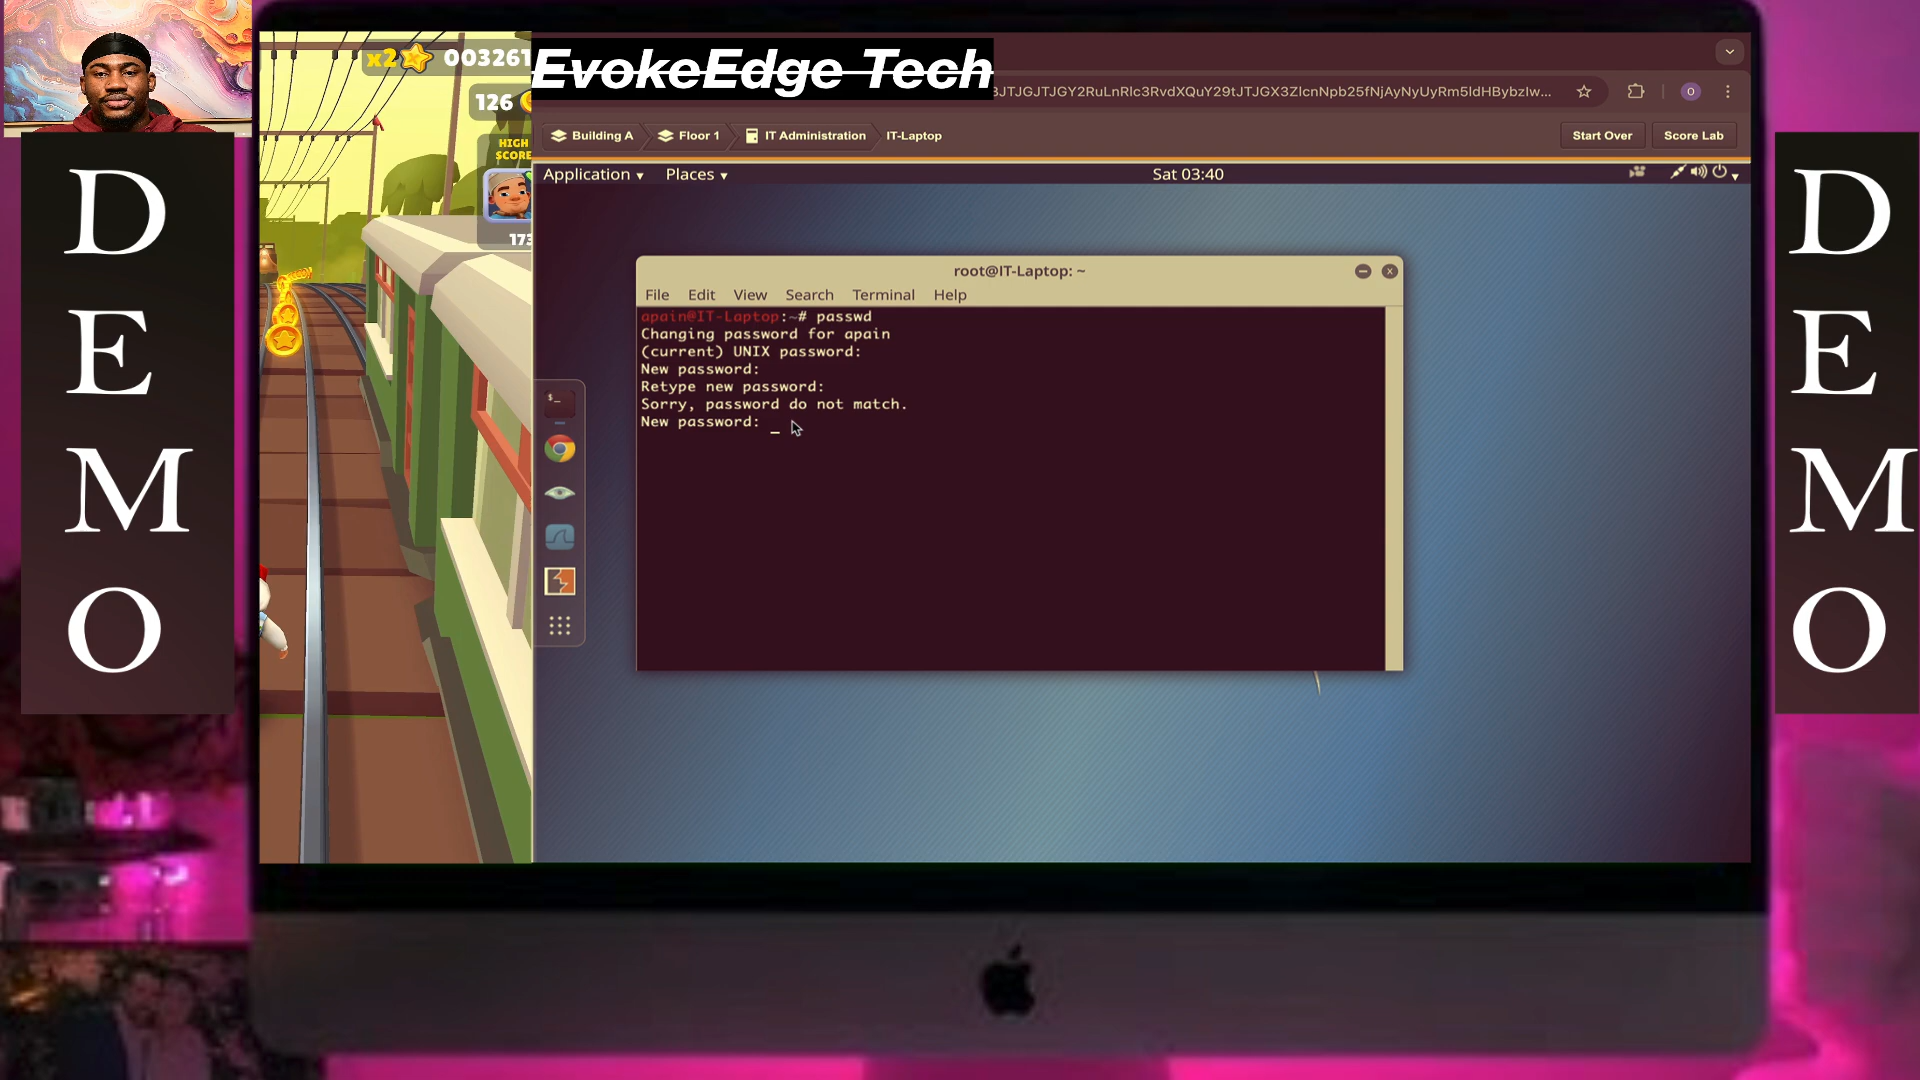 x2 003261
126
HIGH
SCORE
173
EvokeEdge Tech
Building A Floor 1 IT Administration IT-Laptop
Start Over Score Lab
Application Places Sat 03:40
root@IT-Laptop: ~
File Edit View Search Terminal Help
apain@IT-Laptop:~# passwd
Changing password for apain
(current) UNIX password:
New password:
Retype new password:
Sorry, password do not match.
New password: _
$_
D
E
M
O
D
E
M
O